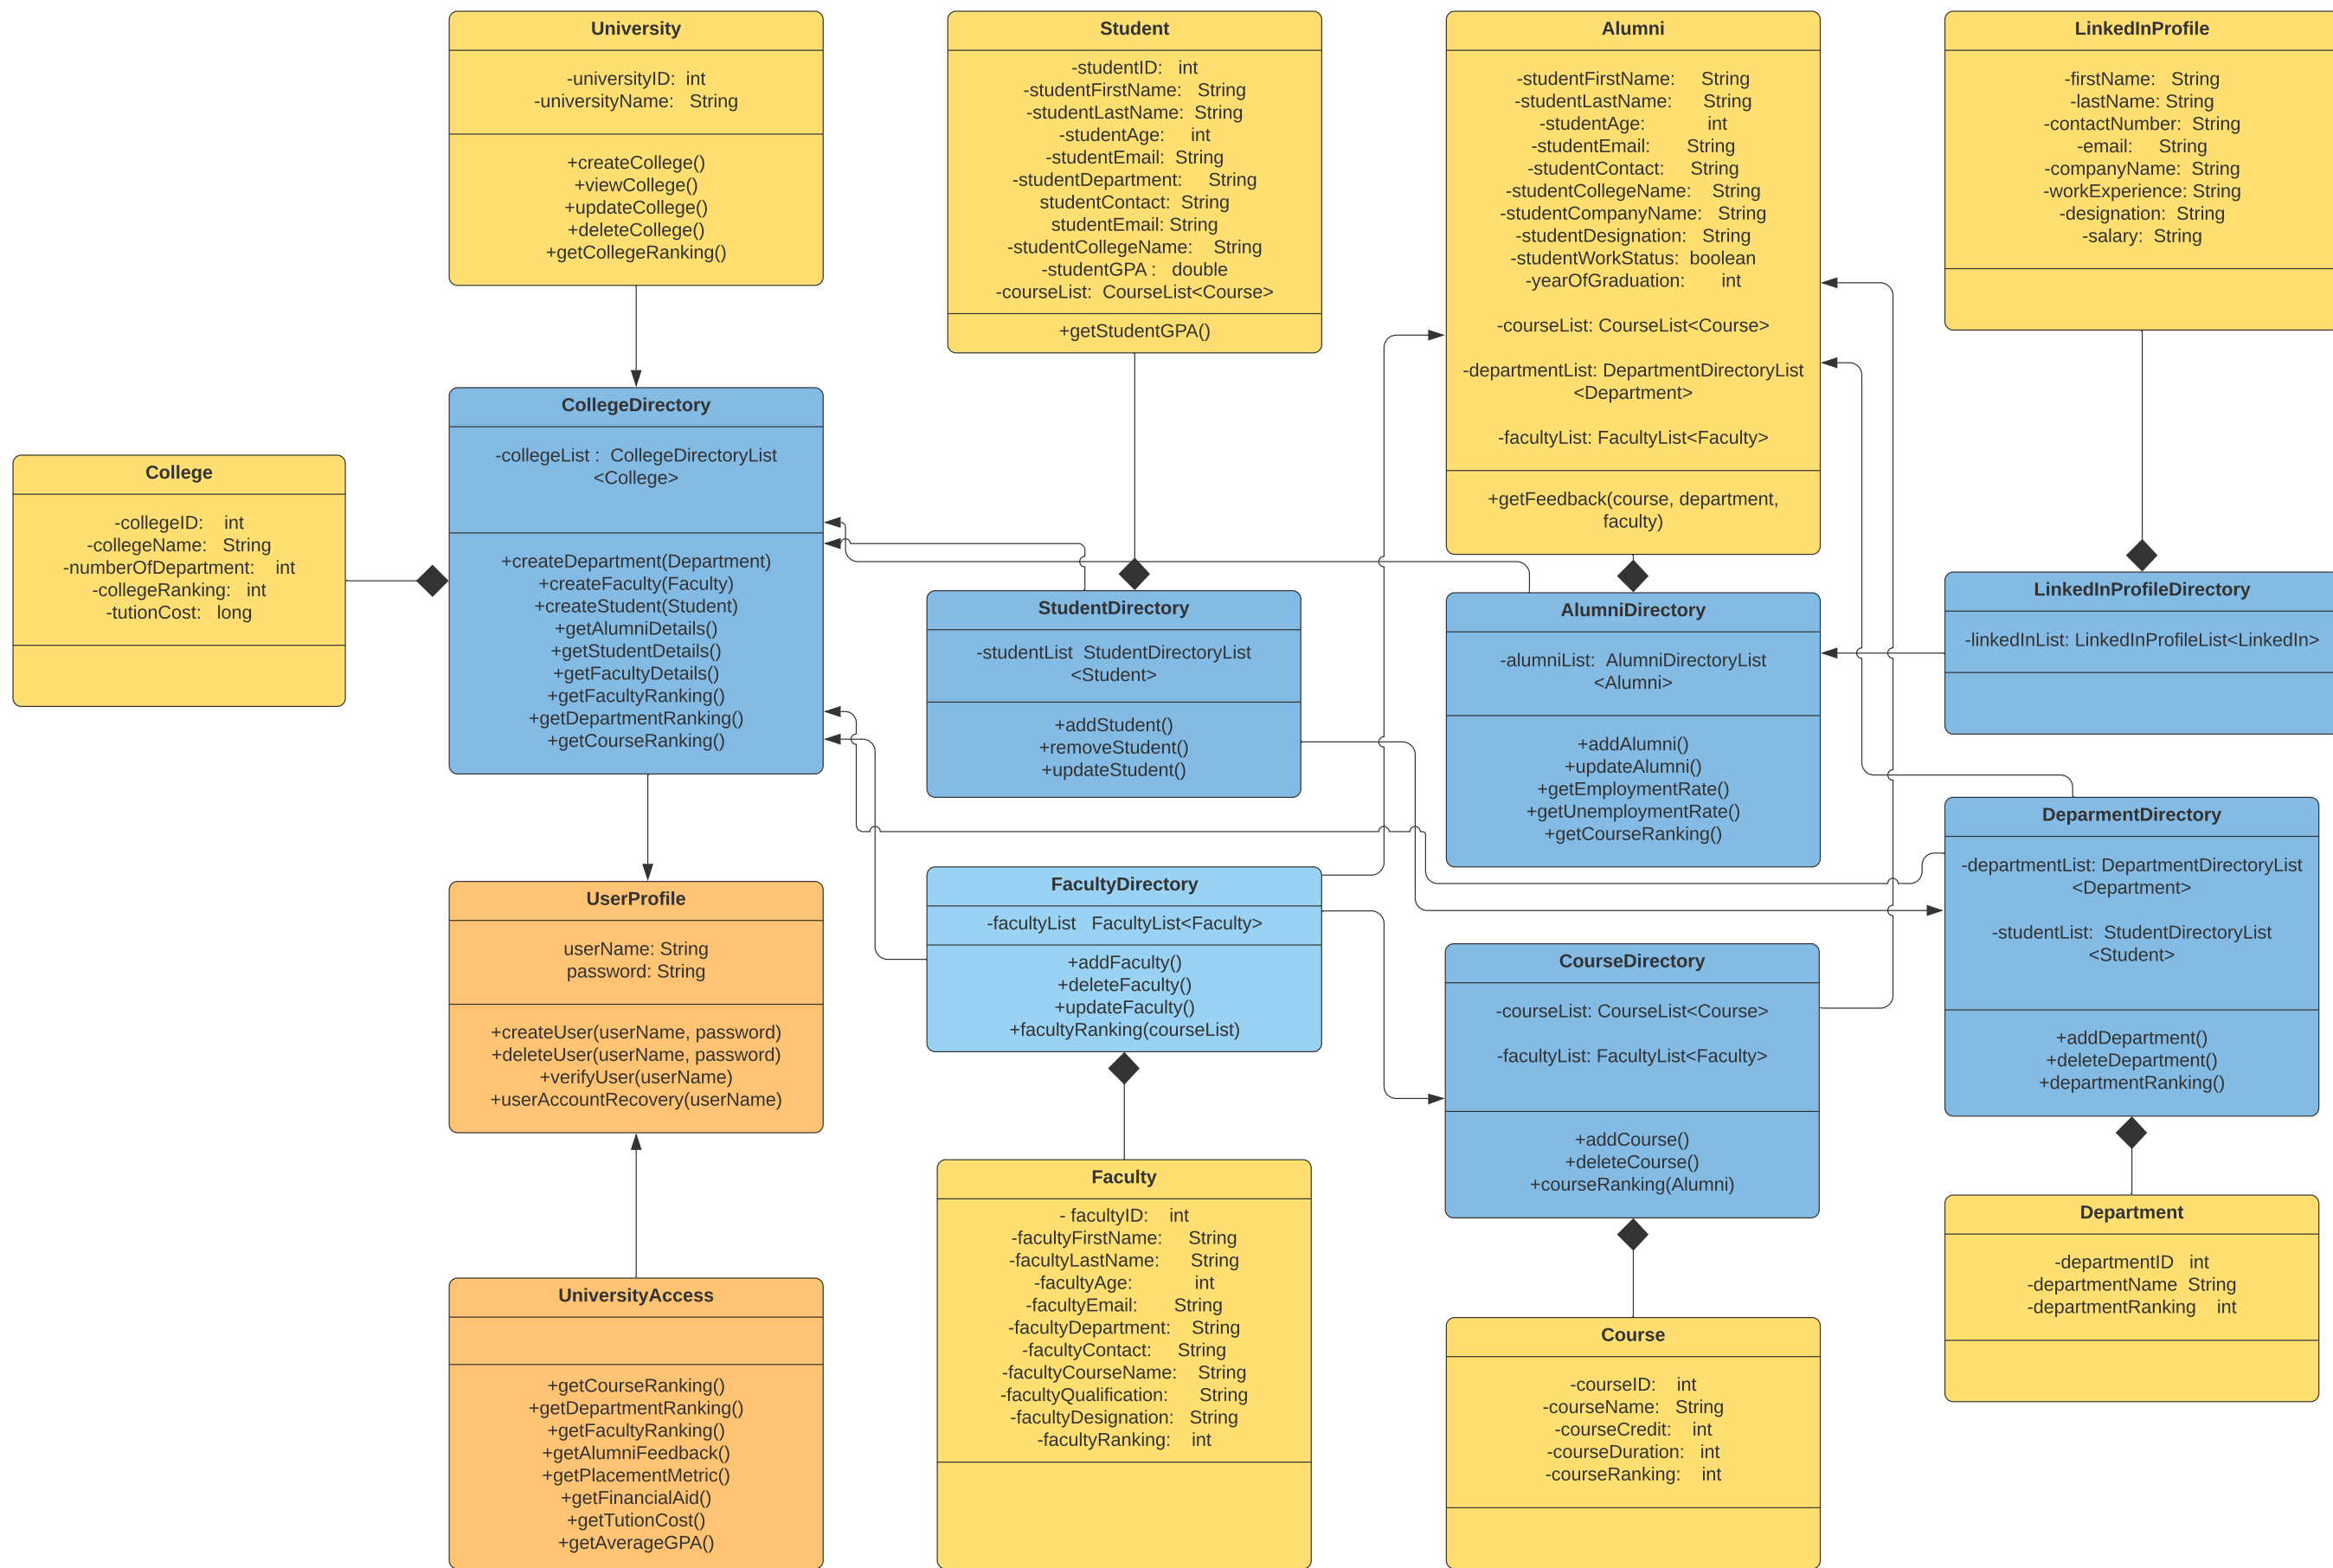 University
-universityID:  int
-universityName:   String
+createCollege()
+viewCollege()
+updateCollege()
+deleteCollege()
+getCollegeRanking()
Student
-studentID:   int
-studentFirstName:   String
-studentLastName:  String
-studentAge:     int
-studentEmail:  String
-studentDepartment:     String
studentContact:  String
studentEmail: String
-studentCollegeName:    String
-studentGPA :   double
-courseList:  CourseList<Course>
+getStudentGPA()
Alumni
-studentFirstName:     String
-studentLastName:      String
-studentAge:            int
-studentEmail:       String
-studentContact:     String
-studentCollegeName:    String
-studentCompanyName:   String
-studentDesignation:   String
-studentWorkStatus:  boolean
-yearOfGraduation:       int
-courseList: CourseList<Course>
-departmentList: DepartmentDirectoryList
<Department>
-facultyList: FacultyList<Faculty>
+getFeedback(course, department,
faculty)
LinkedInProfile
-firstName:   String
-lastName: String
-contactNumber:  String
-email:     String
-companyName:  String
-workExperience: String
-designation:  String
-salary:  String
CollegeDirectory
-collegeList :  CollegeDirectoryList
<College>
+createDepartment(Department)
+createFaculty(Faculty)
+createStudent(Student)
+getAlumniDetails()
+getStudentDetails()
+getFacultyDetails()
+getFacultyRanking()
+getDepartmentRanking()
+getCourseRanking()
College
-collegeID:    int
-collegeName:   String
-numberOfDepartment:    int
-collegeRanking:   int
-tutionCost:   long
StudentDirectory
-studentList  StudentDirectoryList
<Student>
+addStudent()
+removeStudent()
+updateStudent()
AlumniDirectory
-alumniList:  AlumniDirectoryList
<Alumni>
+addAlumni()
+updateAlumni()
+getEmploymentRate()
+getUnemploymentRate()
+getCourseRanking()
LinkedInProfileDirectory
-linkedInList: LinkedInProfileList<LinkedIn>
DeparmentDirectory
-departmentList: DepartmentDirectoryList
<Department>
-studentList:  StudentDirectoryList
<Student>
+addDepartment()
+deleteDepartment()
+departmentRanking()
UserProfile
userName: String
password: String
+createUser(userName, password)
+deleteUser(userName, password)
+verifyUser(userName)
+userAccountRecovery(userName)
FacultyDirectory
-facultyList   FacultyList<Faculty>
+addFaculty()
+deleteFaculty()
+updateFaculty()
+facultyRanking(courseList)
CourseDirectory
-courseList: CourseList<Course>
-facultyList: FacultyList<Faculty>
+addCourse()
+deleteCourse()
+courseRanking(Alumni)
Faculty
- facultyID:    int
-facultyFirstName:     String
-facultyLastName:      String
-facultyAge:            int
-facultyEmail:       String
-facultyDepartment:    String
-facultyContact:     String
-facultyCourseName:    String
-facultyQualification:      String
-facultyDesignation:   String
-facultyRanking:    int
Department
-departmentID   int
-departmentName  String
-departmentRanking    int
UniversityAccess
+getCourseRanking()
+getDepartmentRanking()
+getFacultyRanking()
+getAlumniFeedback()
+getPlacementMetric()
+getFinancialAid()
+getTutionCost()
+getAverageGPA()
Course
-courseID:    int
-courseName:   String
-courseCredit:    int
-courseDuration:   int
-courseRanking:    int